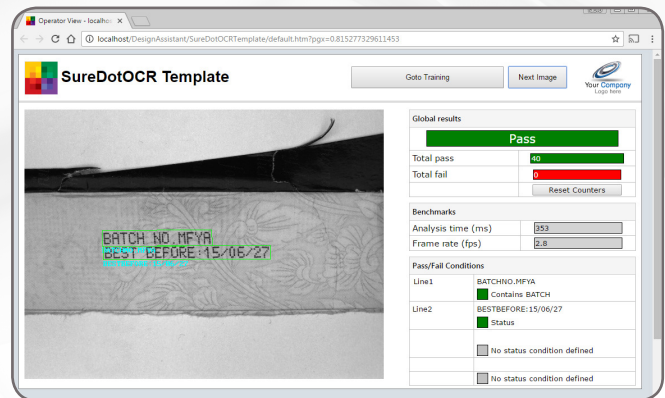 Operator View - localhos
localhost/DesignAssistant/SureDotOCRTemplate/default.htm?pgx=0.815277329611453
SureDotOCR Template
Goto Training
Next Image
Your Company
Logo here
BATCH NO.MFYA
BEST BEFORE:15/06/27
Global results
Pass
Total pass
40
Total fail
0
Reset Counters
Benchmarks
Analysis time (ms)
353
Frame rate (fps)
2.8
Pass/Fail Conditions
Line1
BATCHNO.MFYA
Contains BATCH
Line2
BESTBEFORE:15/06/27
Status
No status condition defined
No status condition defined